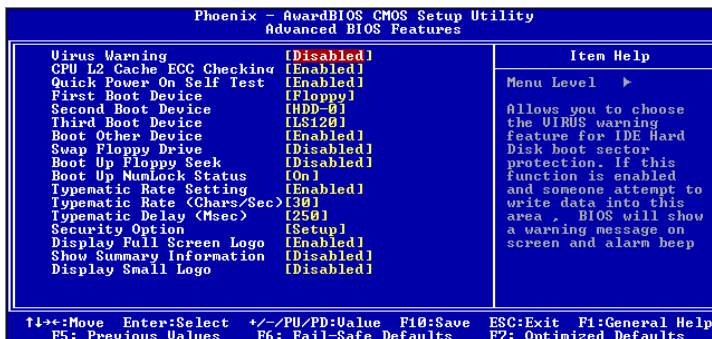 Phoenix - AwardBIOS CMOS Setup Utility
Advanced BIOS Features
Virus Warning [Disabled]
CPU L2 Cache ECC Checking [Enabled]
Quick Power On Self Test [Enabled]
First Boot Device [Floppy]
Second Boot Device [HDD-0]
Third Boot Device [LS120]
Boot Other Device [Enabled]
Swap Floppy Drive [Disabled]
Boot Up Floppy Seek [Disabled]
Boot Up NumLock Status [On]
Typematic Rate Setting [Enabled]
Typematic Rate (Chars/Sec)[30]
Typematic Delay (Msec) [250]
Security Option [Setup]
Display Full Screen Logo [Enabled]
Show Summary Information [Disabled]
Display Small Logo [Disabled]
Item Help
Menu Level ►
Allows you to choose
the VIRUS warning
feature for IDE Hard
Disk boot sector
protection. If this
function is enabled
and someone attempt to
write data into this
area , BIOS will show
a warning message on
screen and alarm beep
↑↓→←:Move Enter:Select +/-/PU/PD:Value F10:Save ESC:Exit F1:General Help
F5: Previous Values F6: Fail-Safe Defaults F7: Optimized Defaults